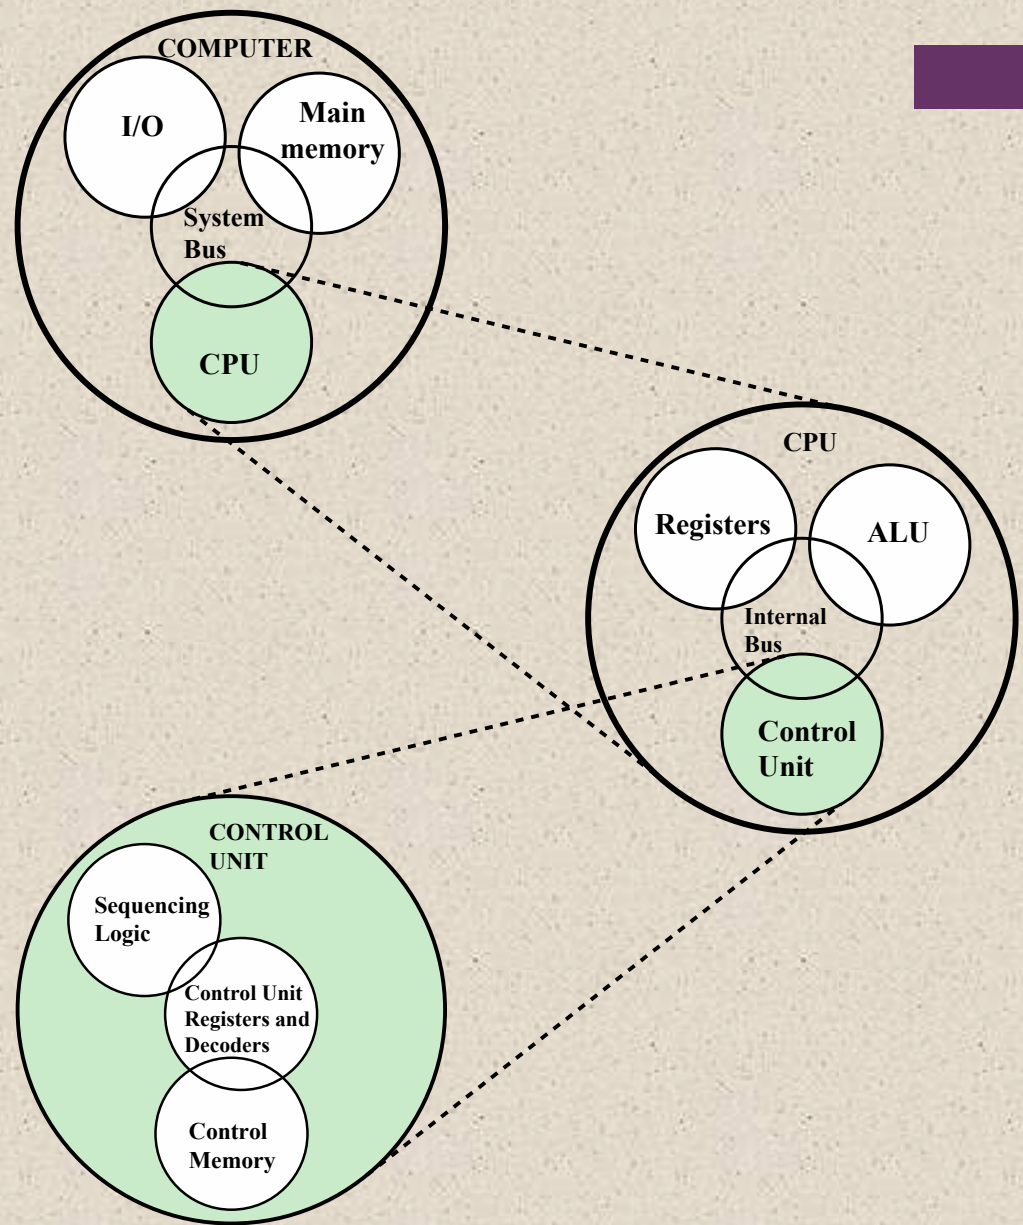 COMPUTER
I/O
Main
memory
System
Bus
CPU
CPU
Registers
ALU
Internal
Bus
Control
Unit
CONTROL
UNIT
Sequencing
Logic
Control Unit
Registers and
Decoders
Control
Memory